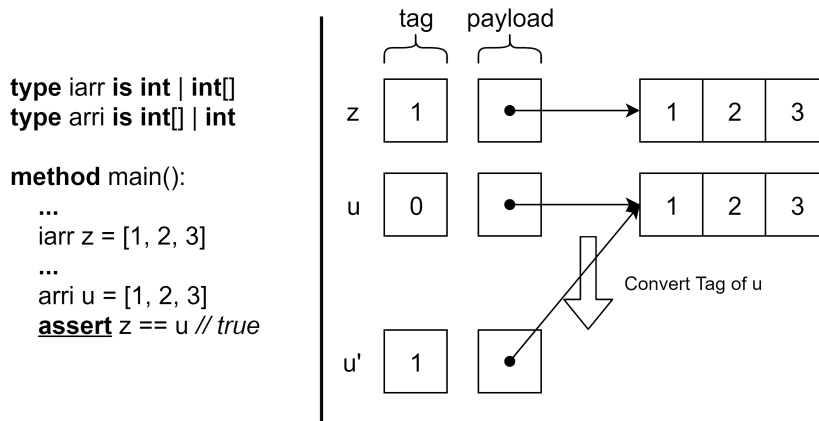 type iarr is int | int[]
type arri is int[] | int
method main():
...
iarr z = [1, 2, 3]
...
arri u = [1, 2, 3]
assert z == u // true
tag payload
z 1 1 2 3
u 0 1 2 3
Convert Tag of u
u' 1